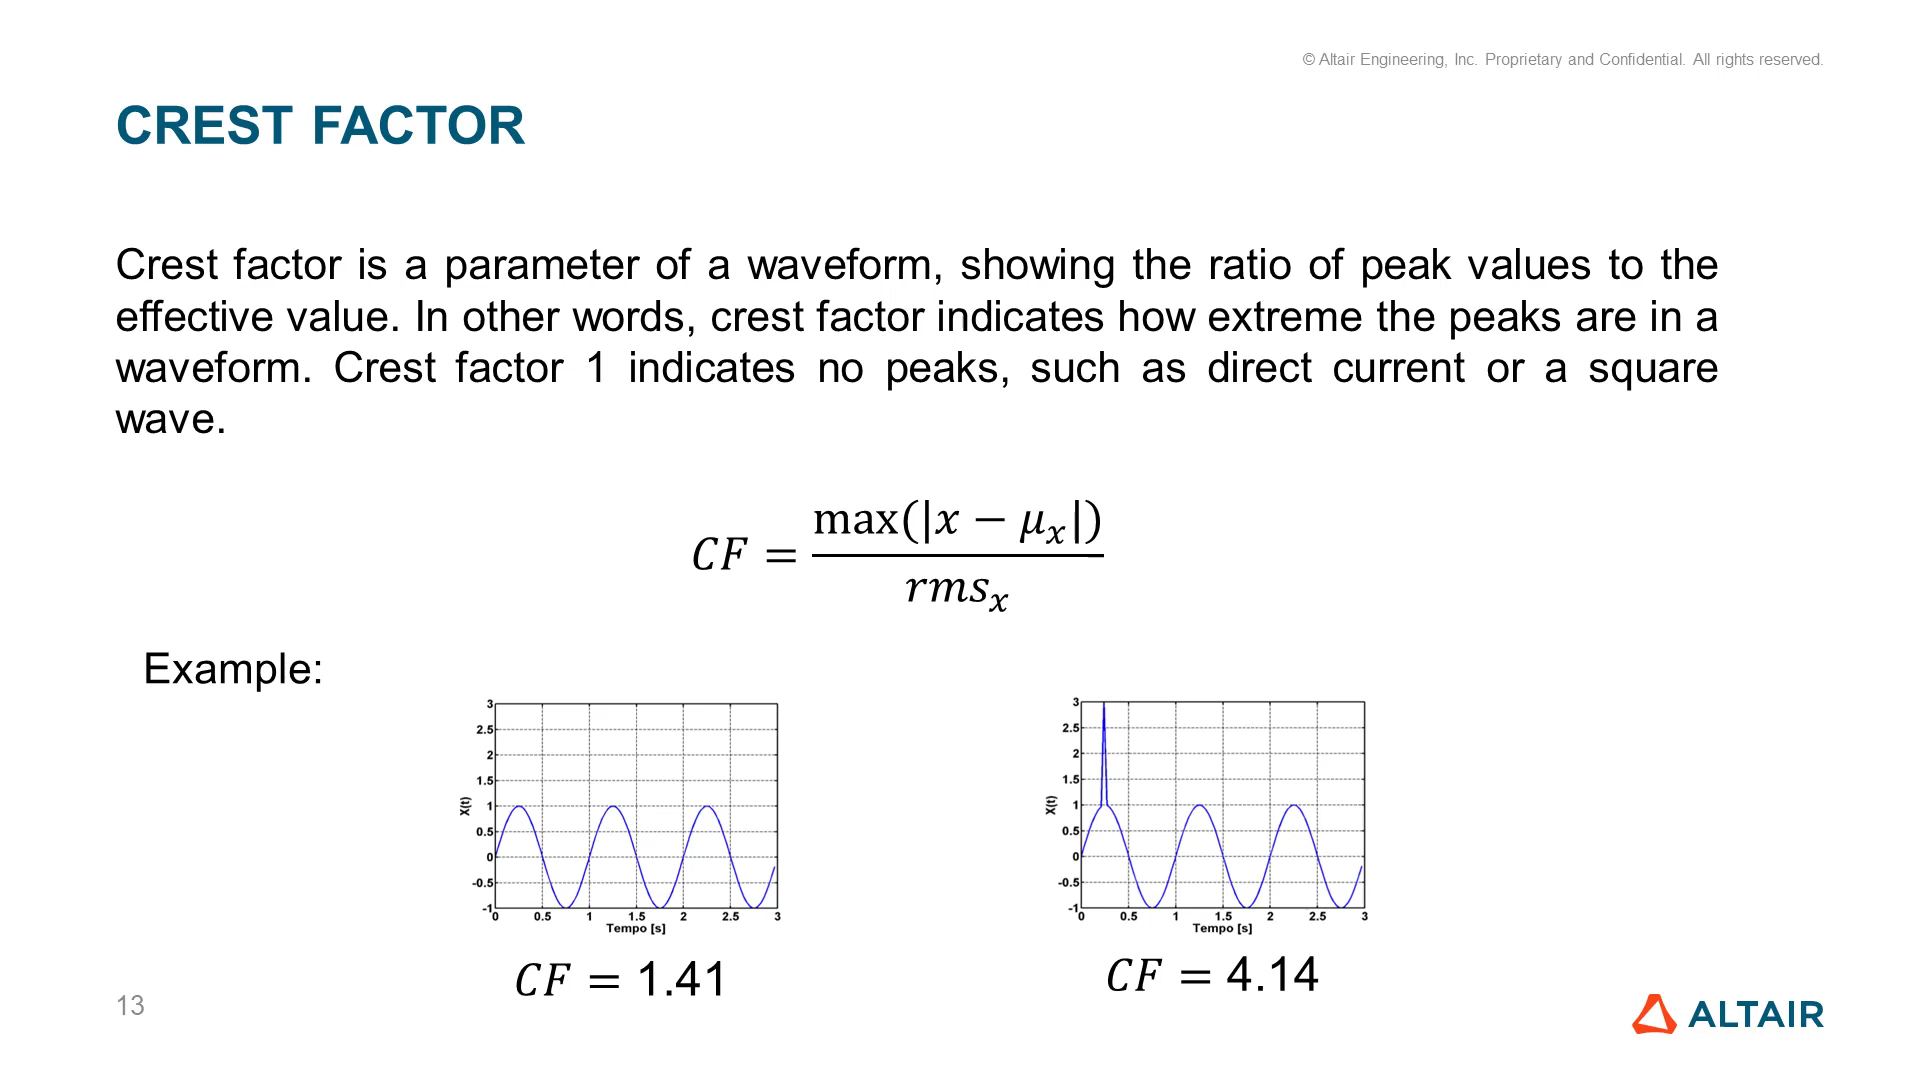 © Altair Engineering, Inc. Proprietary and Confidential. All rights reserved.
CREST FACTOR
Crest factor is a parameter of a waveform, showing the ratio of peak values to the
effective value. In other words, crest factor indicates how extreme the peaks are in a
waveform. Crest factor 1 indicates no peaks, such as direct current or a square
wave.
CF = max(|x − μₓ|) / rmsₓ
Example:
3
2.5
2
1.5
1
0.5
0
-0.5
-1
X(t)
0 0.5 1 1.5 2 2.5 3
Tempo [s]
CF = 1.41
3
2.5
2
1.5
1
0.5
0
-0.5
-1
X(t)
0 0.5 1 1.5 2 2.5 3
Tempo [s]
CF = 4.14
13
ALTAIR